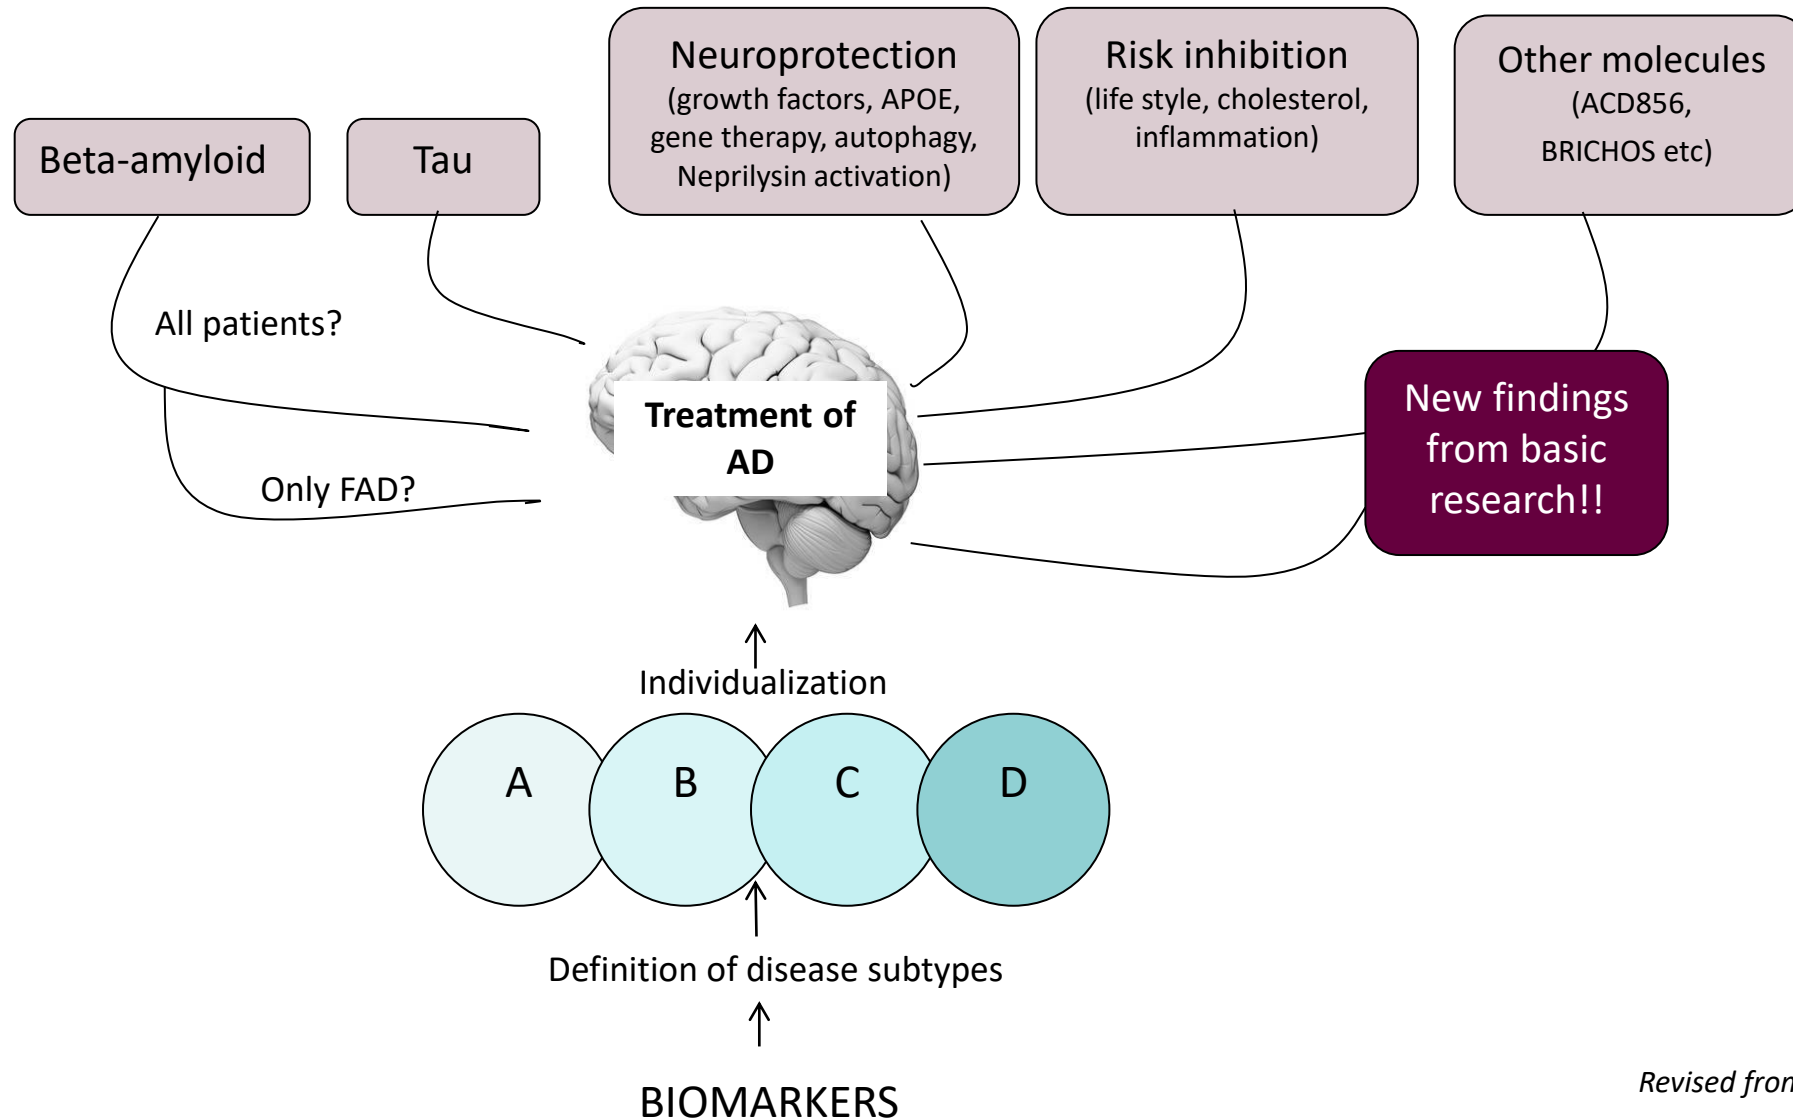 Neuroprotection
(growth factors, APOE,
gene therapy, autophagy,
Neprilysin activation)
Risk inhibition
(life style, cholesterol,
inflammation)
Other molecules
(ACD856,
BRICHOS etc)
Beta-amyloid
Tau
All patients?
Only FAD?
Treatment of
AD
New findings
from basic
research!!
Individualization
A
B
C
D
Definition of disease subtypes
BIOMARKERS
Revised from